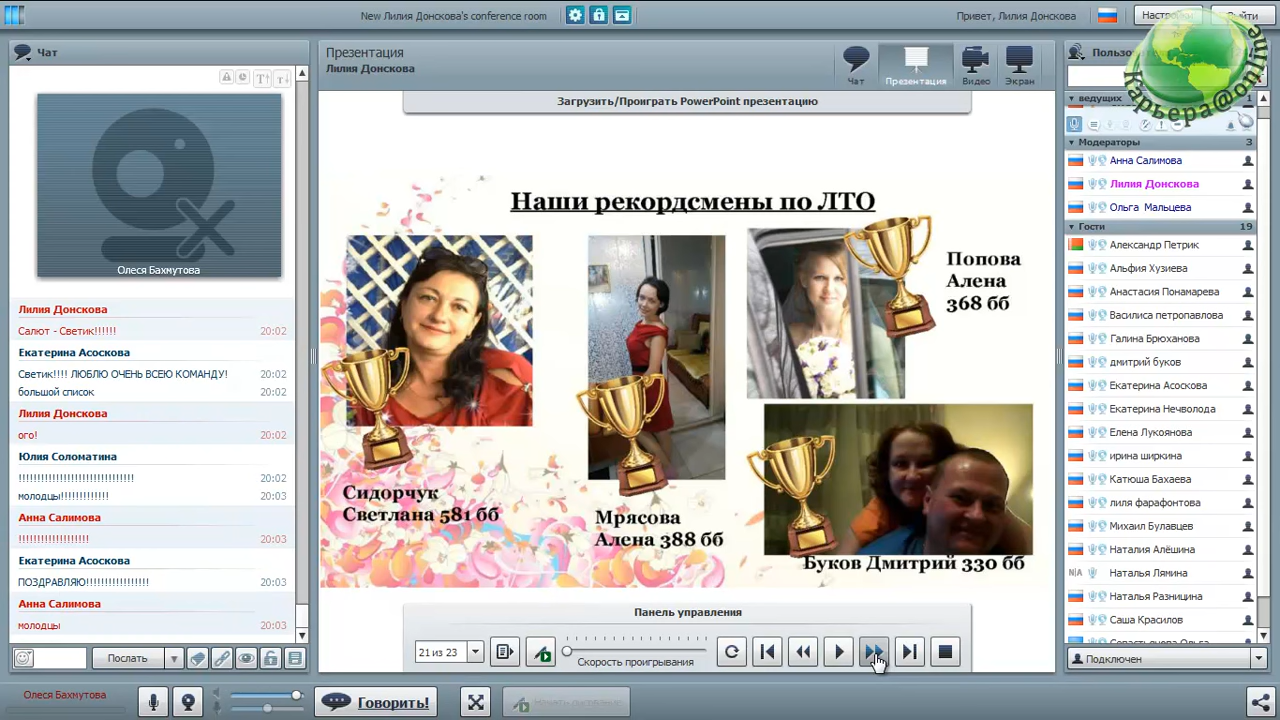 New Лилия Донскова's conference room
Привет, Лилия Донскова
Настройки
Выйти
Чат
T↑
т↓
Олеся Бахмутова
Лилия Донскова
Салют - Светик!!!!!! 20:02
Екатерина Асоскова
Светик!!!! ЛЮБЛЮ ОЧЕНЬ ВСЕЮ КОМАНДУ! 20:02
большой список 20:02
Лилия Донскова
ого! 20:02
Юлия Соломатина
!!!!!!!!!!!!!!!!!!!!!!!!!!!!!!! 20:02
молодцы!!!!!!!!!!!!! 20:03
Анна Салимова
!!!!!!!!!!!!!!!!!!! 20:03
Екатерина Асоскова
ПОЗДРАВЛЯЮ!!!!!!!!!!!!!!!!! 20:03
Анна Салимова
молодцы 20:03
Послать
Олеся Бахмутова
Говорить!
Презентация
Лилия Донскова
Чат
Презентация
Видео
Экран
Загрузить/Проиграть PowerPoint презентацию
Наши рекордсмены по ЛТО
Попова
Алена
368 бб
Сидорчук
Светлана 581 бб
Мрясова
Алена 388 бб
Буков Дмитрий 330 бб
Панель управления
21 из 23
Скорость проигрывания
карьера@online
ведущих 1
Модераторы 3
Анна Салимова
Лилия Донскова
Ольга Мальцева
Гости 19
Александр Петрик
Альфия Хузиева
Анастасия Понамарева
Василиса петропавлова
Галина Брюханова
дмитрий буков
Екатерина Асоскова
Екатерина Нечволода
Елена Лукоянова
ирина ширкина
Катюша Бахаева
лиля фарафонтова
Михаил Булавцев
Наталия Алёшина
N/A Наталья Лямина
Наталья Разницина
Саша Красилов
Севастьянова Ольга
Подключен